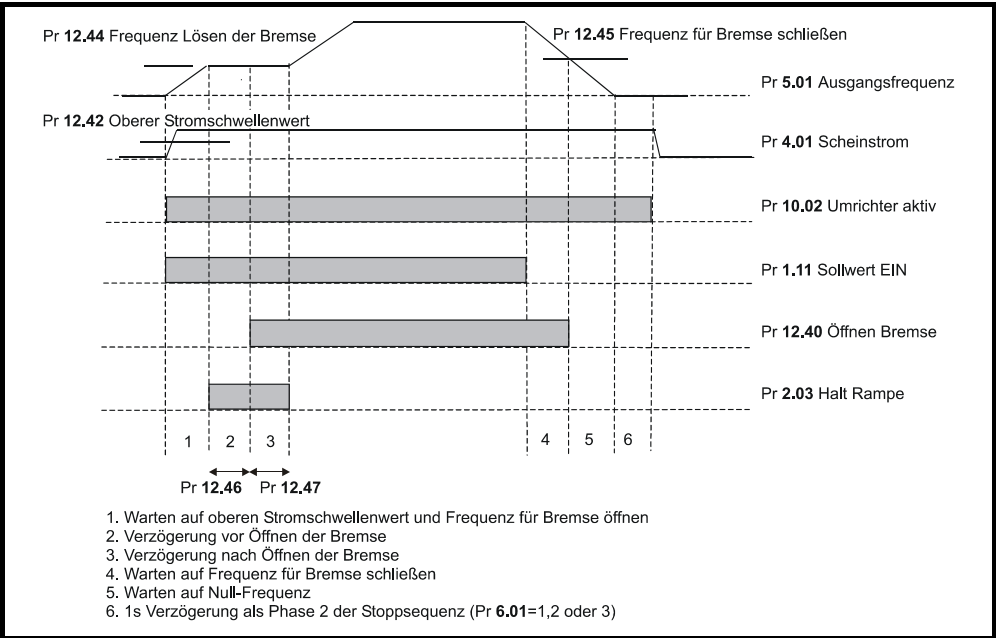 Pr 12.44 Frequenz Lösen der Bremse
Pr 12.45 Frequenz für Bremse schließen
Pr 5.01 Ausgangsfrequenz
Pr 12.42 Oberer Stromschwellenwert
Pr 4.01 Scheinstrom
Pr 10.02 Umrichter aktiv
Pr 1.11 Sollwert EIN
Pr 12.40 Öffnen Bremse
Pr 2.03 Halt Rampe
1 2 3 4 5 6
Pr 12.46 Pr 12.47
1. Warten auf oberen Stromschwellenwert und Frequenz für Bremse öffnen
2. Verzögerung vor Öffnen der Bremse
3. Verzögerung nach Öffnen der Bremse
4. Warten auf Frequenz für Bremse schließen
5. Warten auf Null-Frequenz
6. 1s Verzögerung als Phase 2 der Stoppsequenz (Pr 6.01=1,2 oder 3)